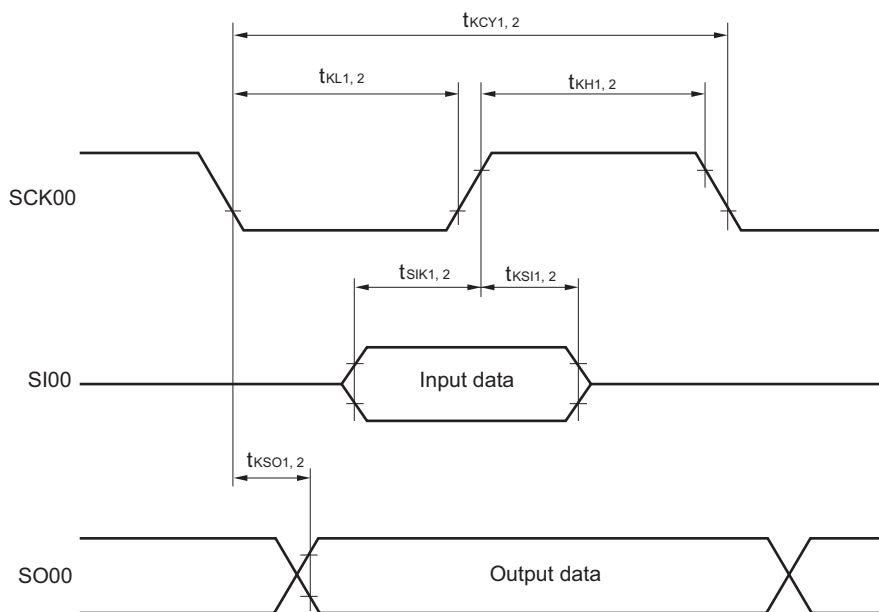 tKCY1, 2
tKL1, 2
tKH1, 2
SCK00
tSIK1, 2
tKSI1, 2
SI00
Input data
tKSO1, 2
SO00
Output data